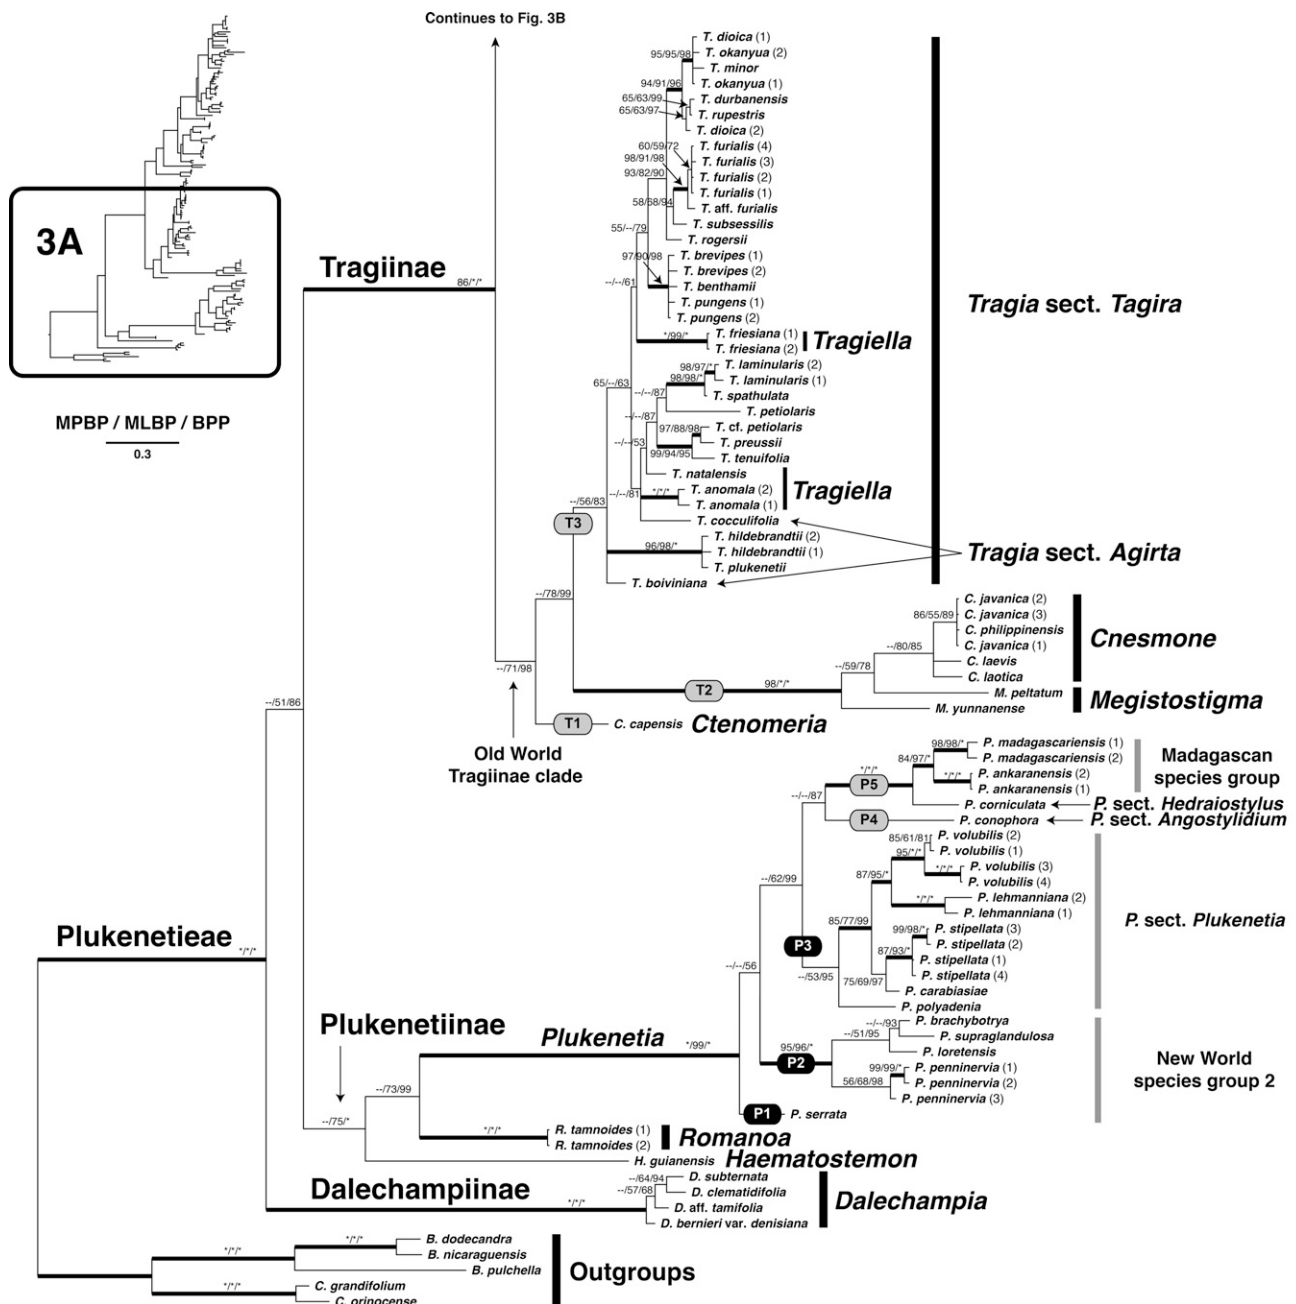 Continues to Fig. 3B
3A
MPBP / MLBP / BPP
0.3
Tragiinae
86/*/*
T. dioica (1)
95/95/98
T. okanyua (2)
T. minor
94/91/96
T. okanyua (1)
65/63/99
T. durbanensis
65/63/97
T. rupestris
T. dioica (2)
60/59/72
T. furialis (4)
98/91/98
T. furialis (3)
93/82/90
T. furialis (2)
T. furialis (1)
58/68/94
T. aff. furialis
T. subsessilis
55/--/79
T. rogersii
97/90/98
T. brevipes (1)
T. brevipes (2)
--/--/61
T. benthamii
T. pungens (1)
T. pungens (2)
Tragia sect. Tagira
*/99/*
T. friesiana (1)
T. friesiana (2)
Tragiella
98/97/*
T. laminularis (2)
65/--/63
98/98/*
T. laminularis (1)
--/--/87
T. spathulata
T. petiolaris
--/--/87
97/88/98
T. cf. petiolaris
--/--/53
T. preussii
99/94/95
T. tenuifolia
T. natalensis
--/--/81
*/*/*
T. anomala (2)
T. anomala (1)
Tragiella
--/56/83
T3
T. cocculifolia
T. hildebrandtii (2)
96/98/*
T. hildebrandtii (1)
T. plukenetii
Tragia sect. Agirta
T. boiviniana
--/78/99
C. javanica (2)
86/55/89
C. javanica (3)
C. philippinensis
--/80/85
C. javanica (1)
Cnesmone
C. laevis
--/59/78
C. laotica
--/71/98
T2
98/*/*
M. peltatum
M. yunnanense
Megistostigma
T1
C. capensis
Ctenomeria
Old World
Tragiinae clade
--/51/86
98/98/*
P. madagascariensis (1)
84/97/*
P. madagascariensis (2)
*/*/*
P5
*/*/*
P. ankaranensis (2)
P. ankaranensis (1)
Madagascan
species group
--/--/87
P. corniculata
P. sect. Hedraiostylus
P4
P. conophora
P. sect. Angostylidium
85/61/81
P. volubilis (2)
95/*/*
P. volubilis (1)
87/95/*
*/*/*
P. volubilis (3)
--/62/99
P. volubilis (4)
*/*/*
P. lehmanniana (2)
P. lehmanniana (1)
85/77/99
99/98/*
P. stipellata (3)
P. stipellata (2)
P3
87/93/*
P. stipellata (1)
--/53/95
75/69/97
P. stipellata (4)
P. carabiasiae
P. polyadenia
P. sect. Plukenetia
--/--/56
--/--/93
P. brachybotrya
--/51/95
P. supraglandulosa
P2
95/96/*
P. loretensis
99/99/*
P. penninervia (1)
56/68/98
P. penninervia (2)
P. penninervia (3)
New World
species group 2
Plukenetieae
*/*/*
Plukenetiinae
Plukenetia
*/99/*
P1
P. serrata
--/73/99
--/75/*
*/*/*
R. tamnoides (1)
R. tamnoides (2)
Romanoa
H. guianensis
Haematostemon
Dalechampiinae
*/*/*
--/64/94
D. subternata
--/57/68
D. clematidifolia
D. aff. tamifolia
D. bernieri var. denisiana
Dalechampia
*/*/*
B. dodecandra
*/*/*
B. nicaraguensis
B. pulchella
*/*/*
C. grandifolium
C. orinocense
Outgroups